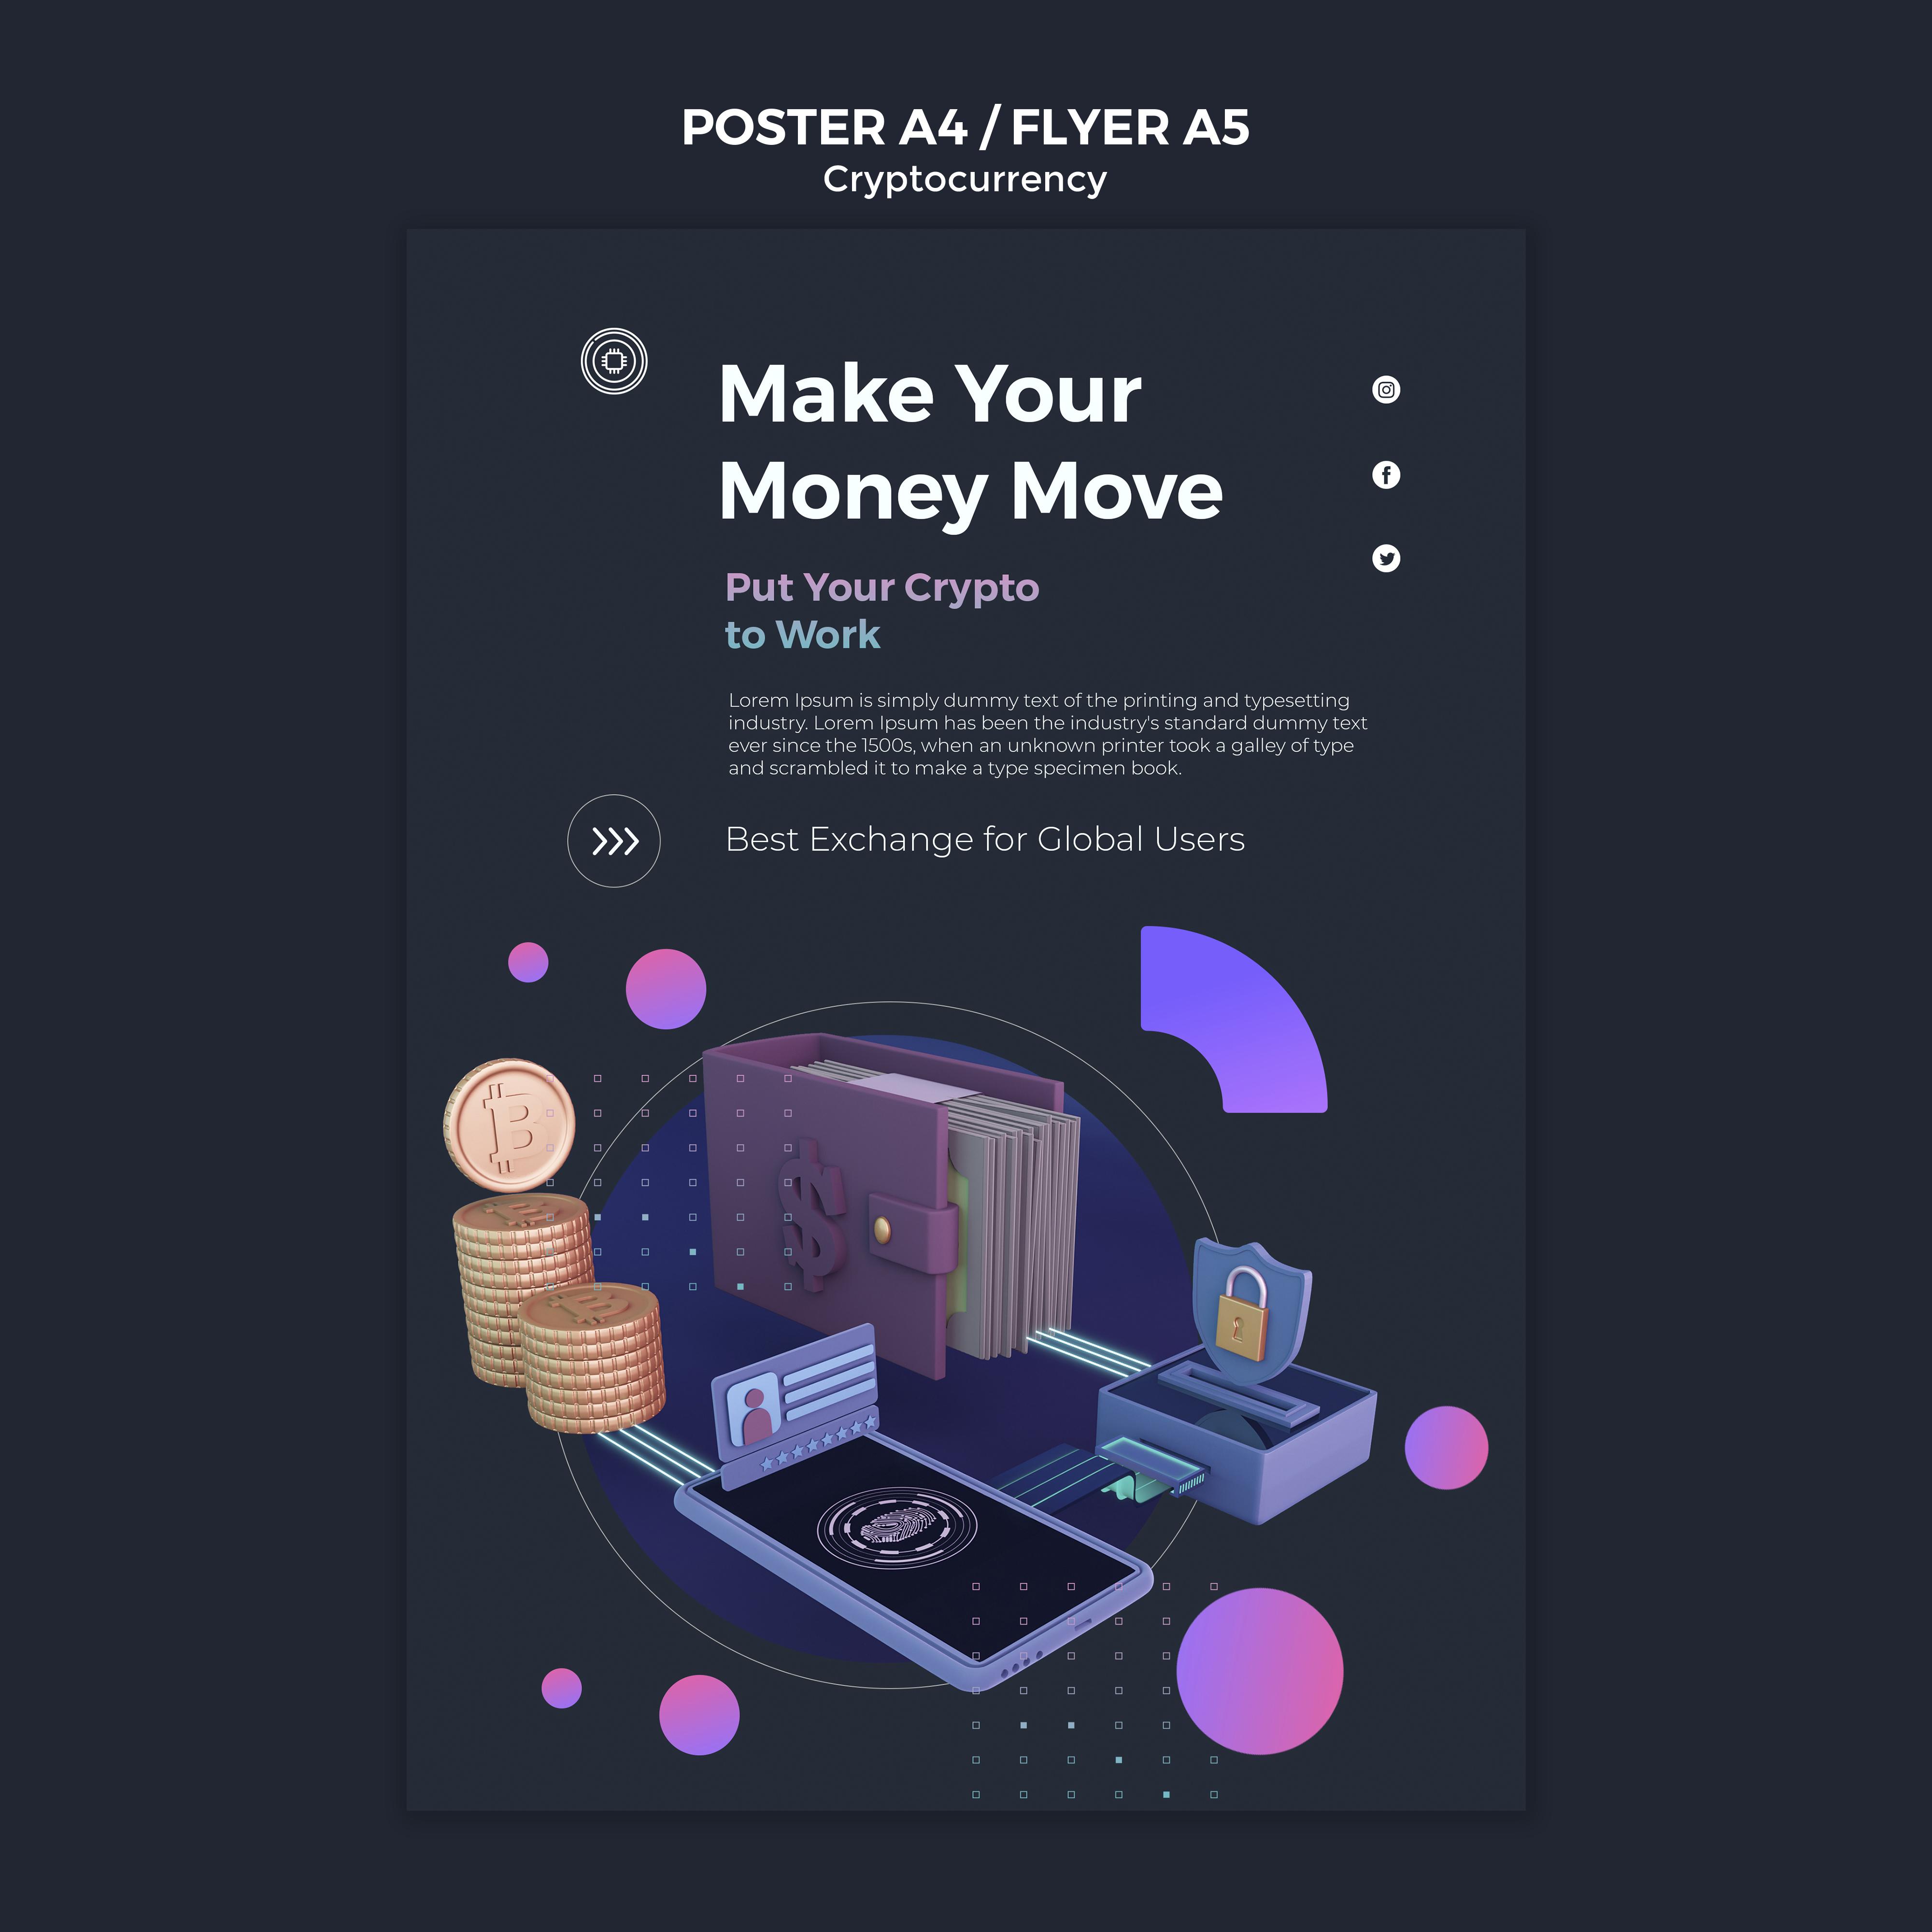 POSTER A4 / FLYER A5
Cryptocurrency
Make Your
Money Move
Put Your Crypto
to Work
Lorem Ipsum is simply dummy text of the printing and typesetting
industry. Lorem Ipsum has been the industry's standard dummy text
ever since the 1500s, when an unknown printer took a galley of type
and scrambled it to make a type specimen book.
Best Exchange for Global Users